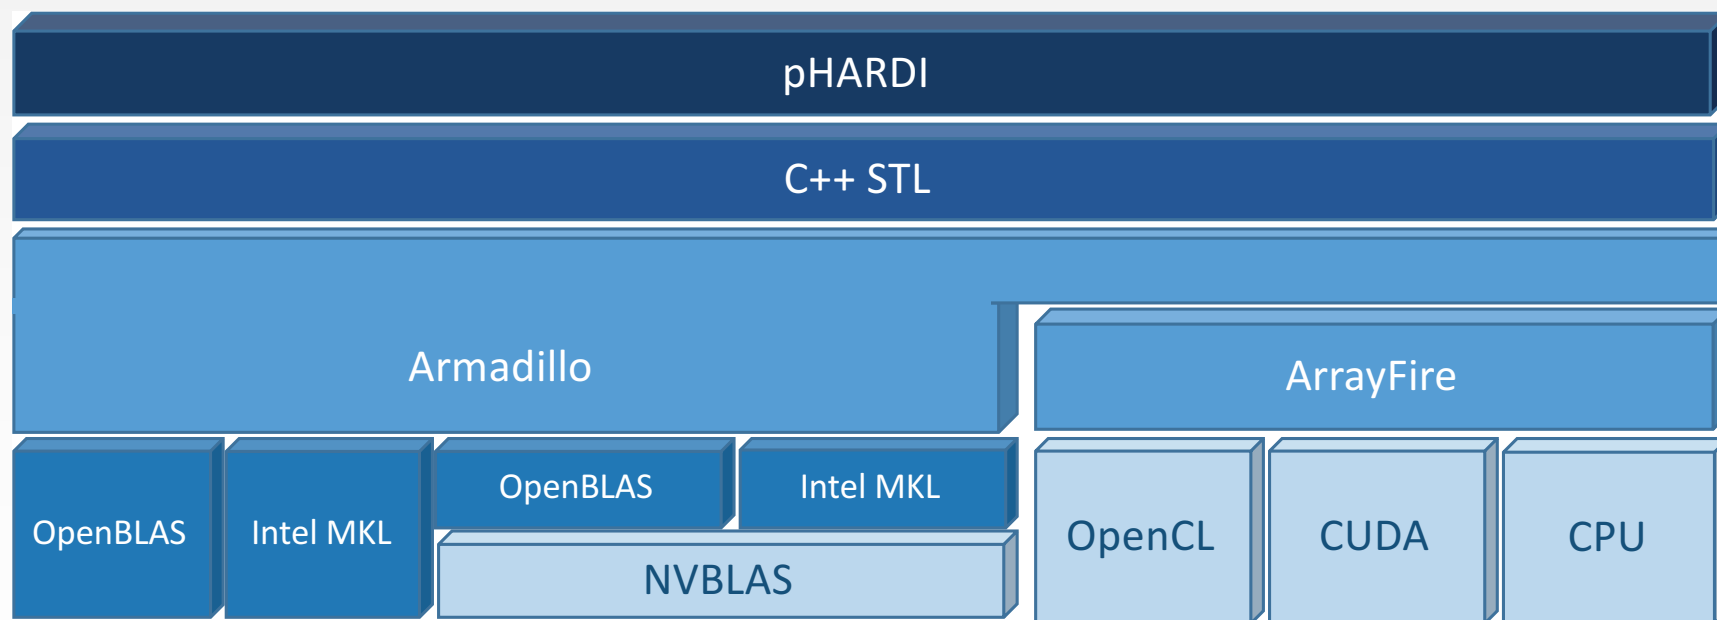 pHARDI
C++ STL
Armadillo
ArrayFire
OpenBLAS
Intel MKL
OpenBLAS
Intel MKL
NVBLAS
OpenCL
CUDA
CPU